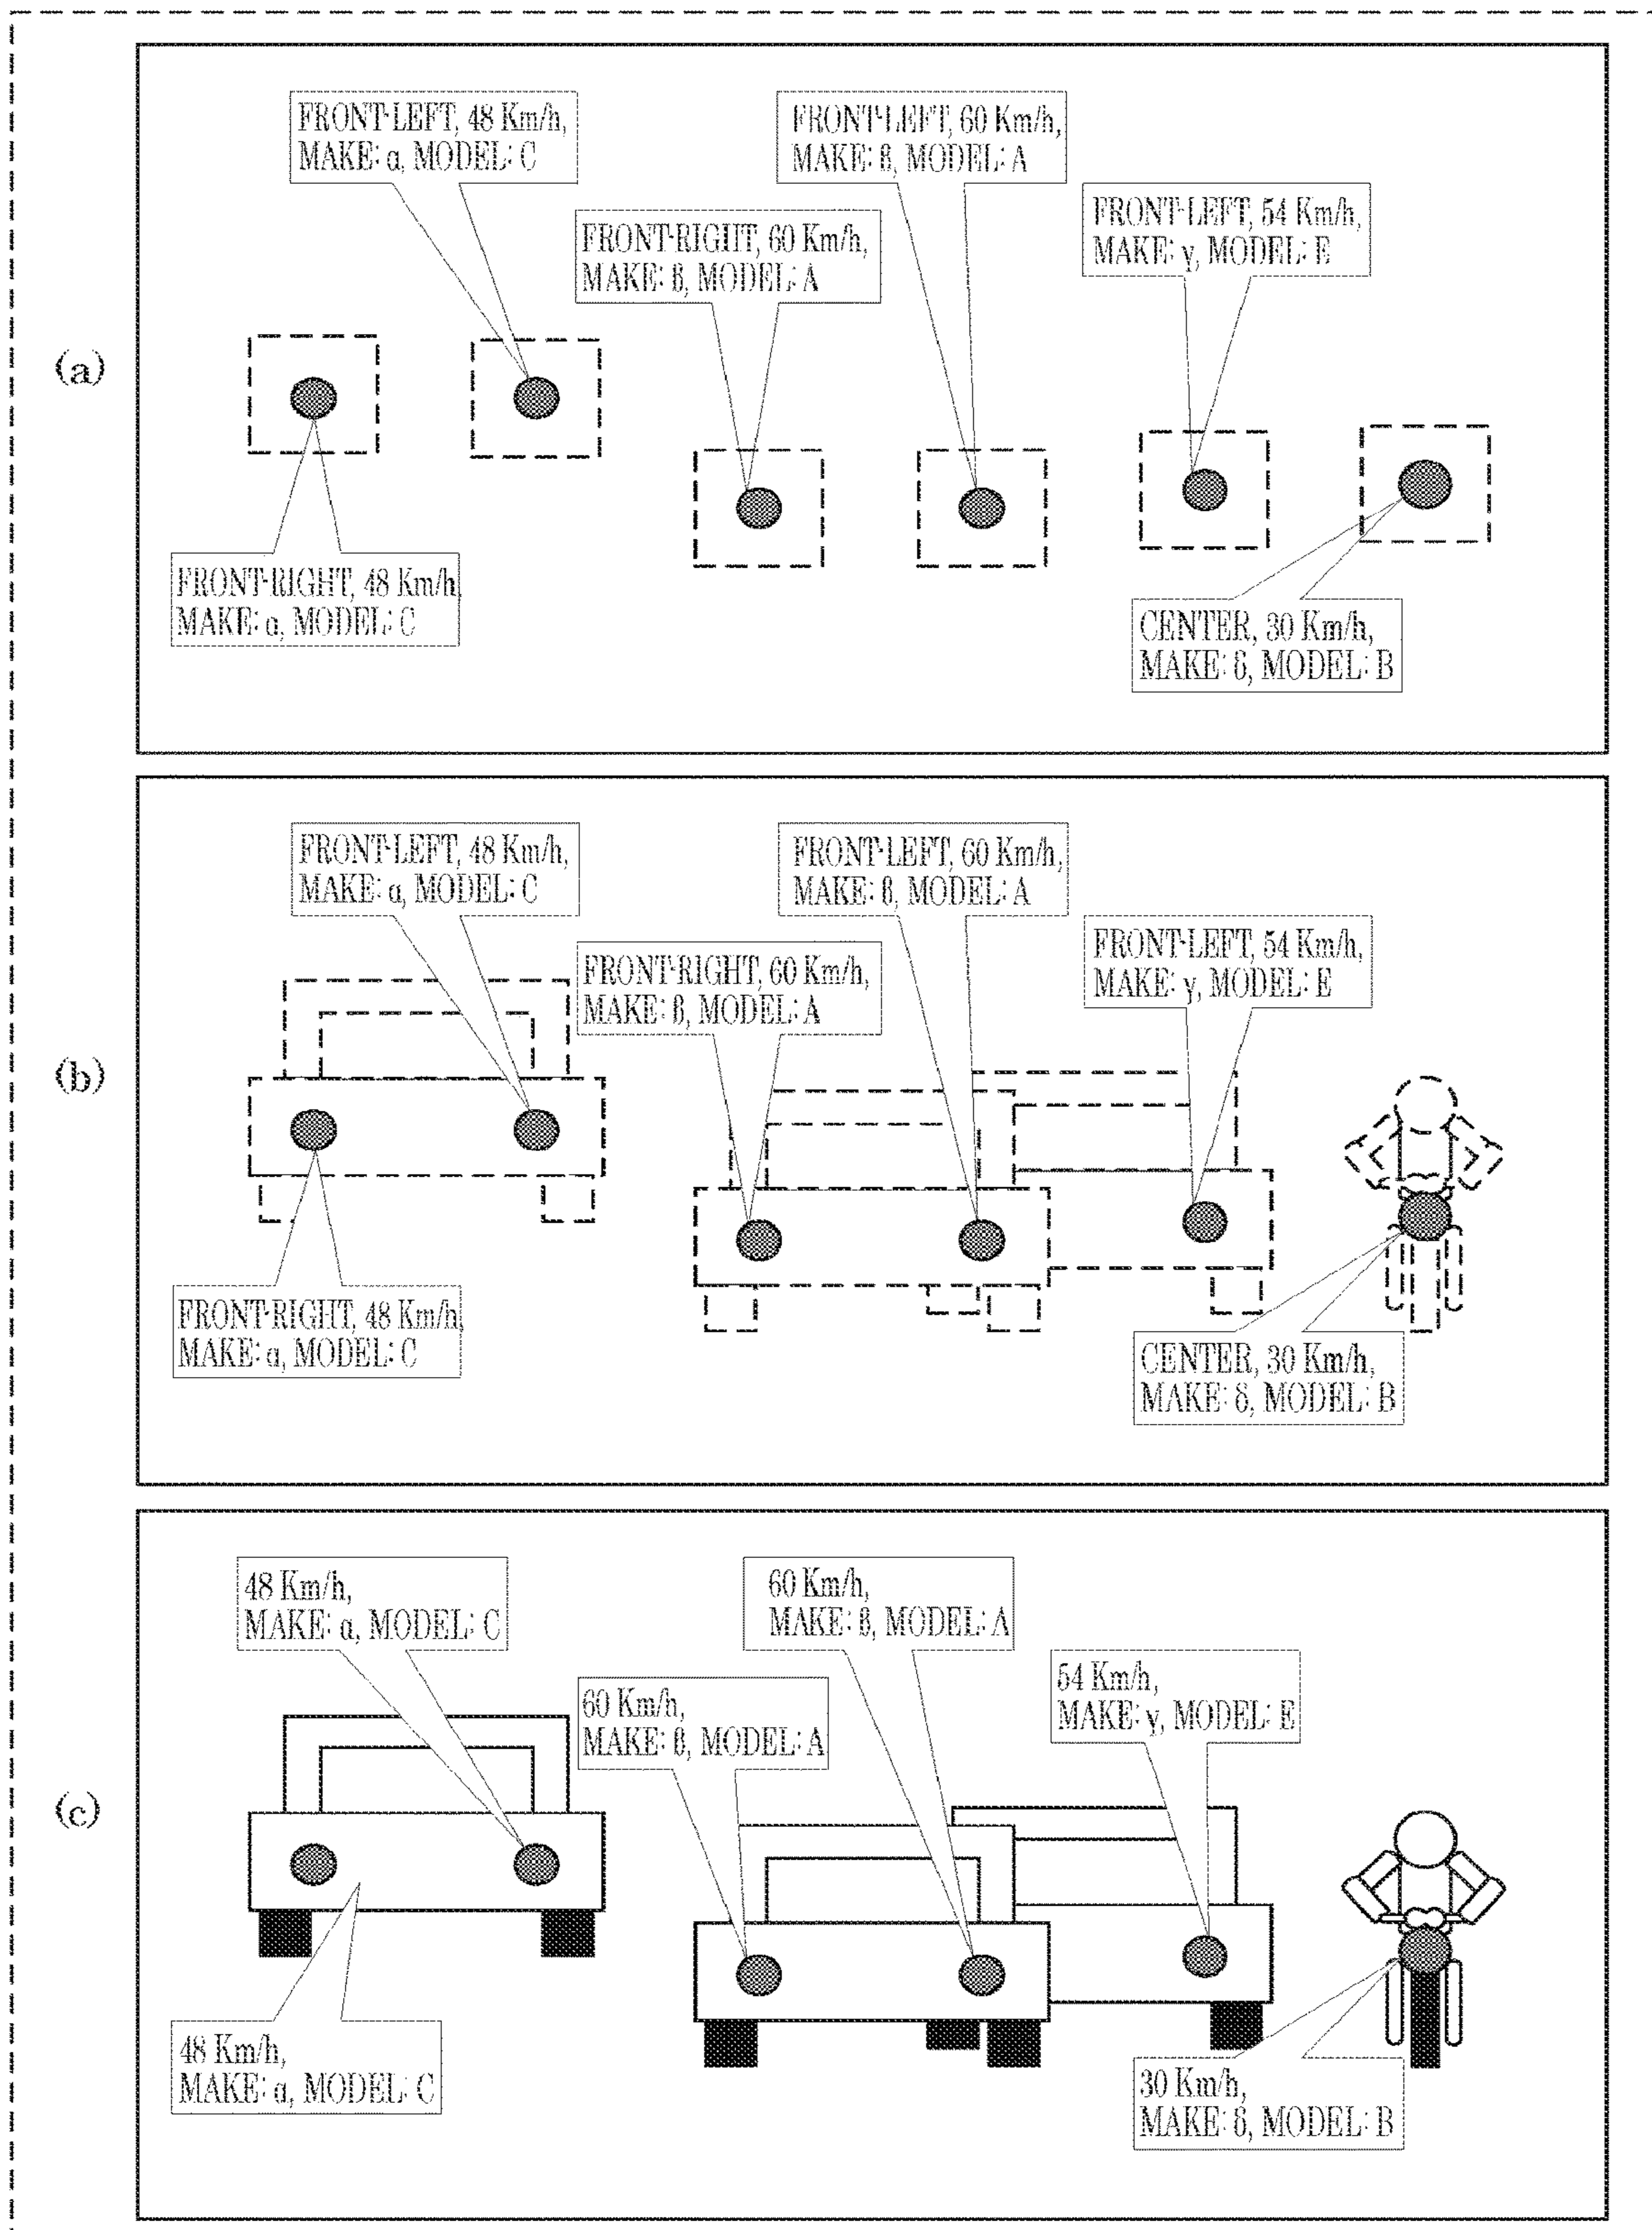 (a)
FRONT-LEFT, 48 Km/h,
MAKE: α, MODEL: C
FRONT-LEFT, 60 Km/h,
MAKE: β, MODEL: A
FRONT-RIGHT, 60 Km/h,
MAKE: β, MODEL: A
FRONT-LEFT, 54 Km/h,
MAKE: γ, MODEL: E
FRONT-RIGHT, 48 Km/h,
MAKE: α, MODEL: C
CENTER, 30 Km/h,
MAKE: δ, MODEL: B
(b)
FRONT-LEFT, 48 Km/h,
MAKE: α, MODEL: C
FRONT-LEFT, 60 Km/h,
MAKE: β, MODEL: A
FRONT-RIGHT, 60 Km/h,
MAKE: β, MODEL: A
FRONT-LEFT, 54 Km/h,
MAKE: γ, MODEL: E
FRONT-RIGHT, 48 Km/h,
MAKE: α, MODEL: C
CENTER, 30 Km/h,
MAKE: δ, MODEL: B
(c)
48 Km/h,
MAKE: α, MODEL: C
60 Km/h,
MAKE: β, MODEL: A
60 Km/h,
MAKE: β, MODEL: A
54 Km/h,
MAKE: γ, MODEL: E
48 Km/h,
MAKE: α, MODEL: C
30 Km/h,
MAKE: δ, MODEL: B